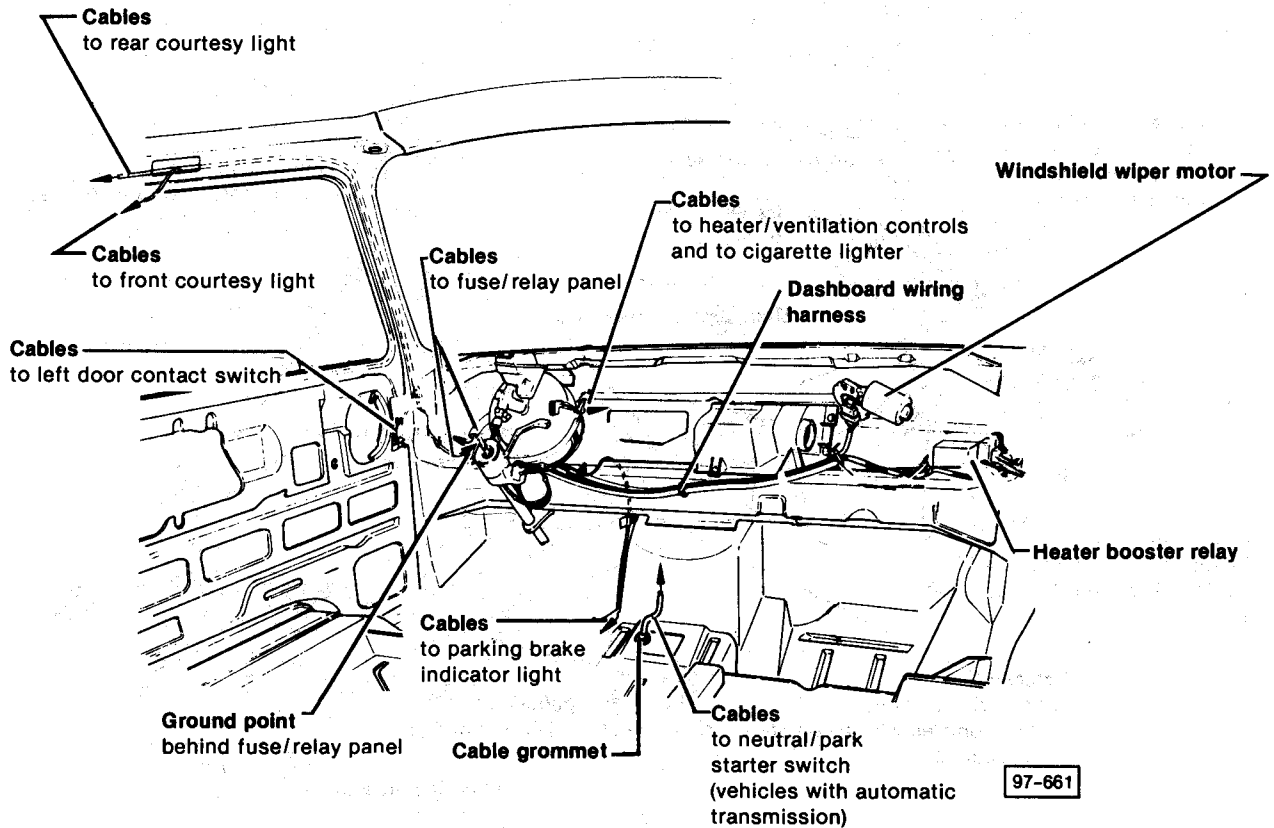 Cables
to rear courtesy light
Windshield wiper motor
Cables
to heater/ventilation controls
and to cigarette lighter
Cables
to front courtesy light
Cables
to fuse/relay panel
Dashboard wiring
harness
Cables
to left door contact switch
Heater booster relay
Cables
to parking brake
indicator light
Ground point
behind fuse/relay panel
Cable grommet
Cables
to neutral/park
starter switch
(vehicles with automatic
transmission)
97-661